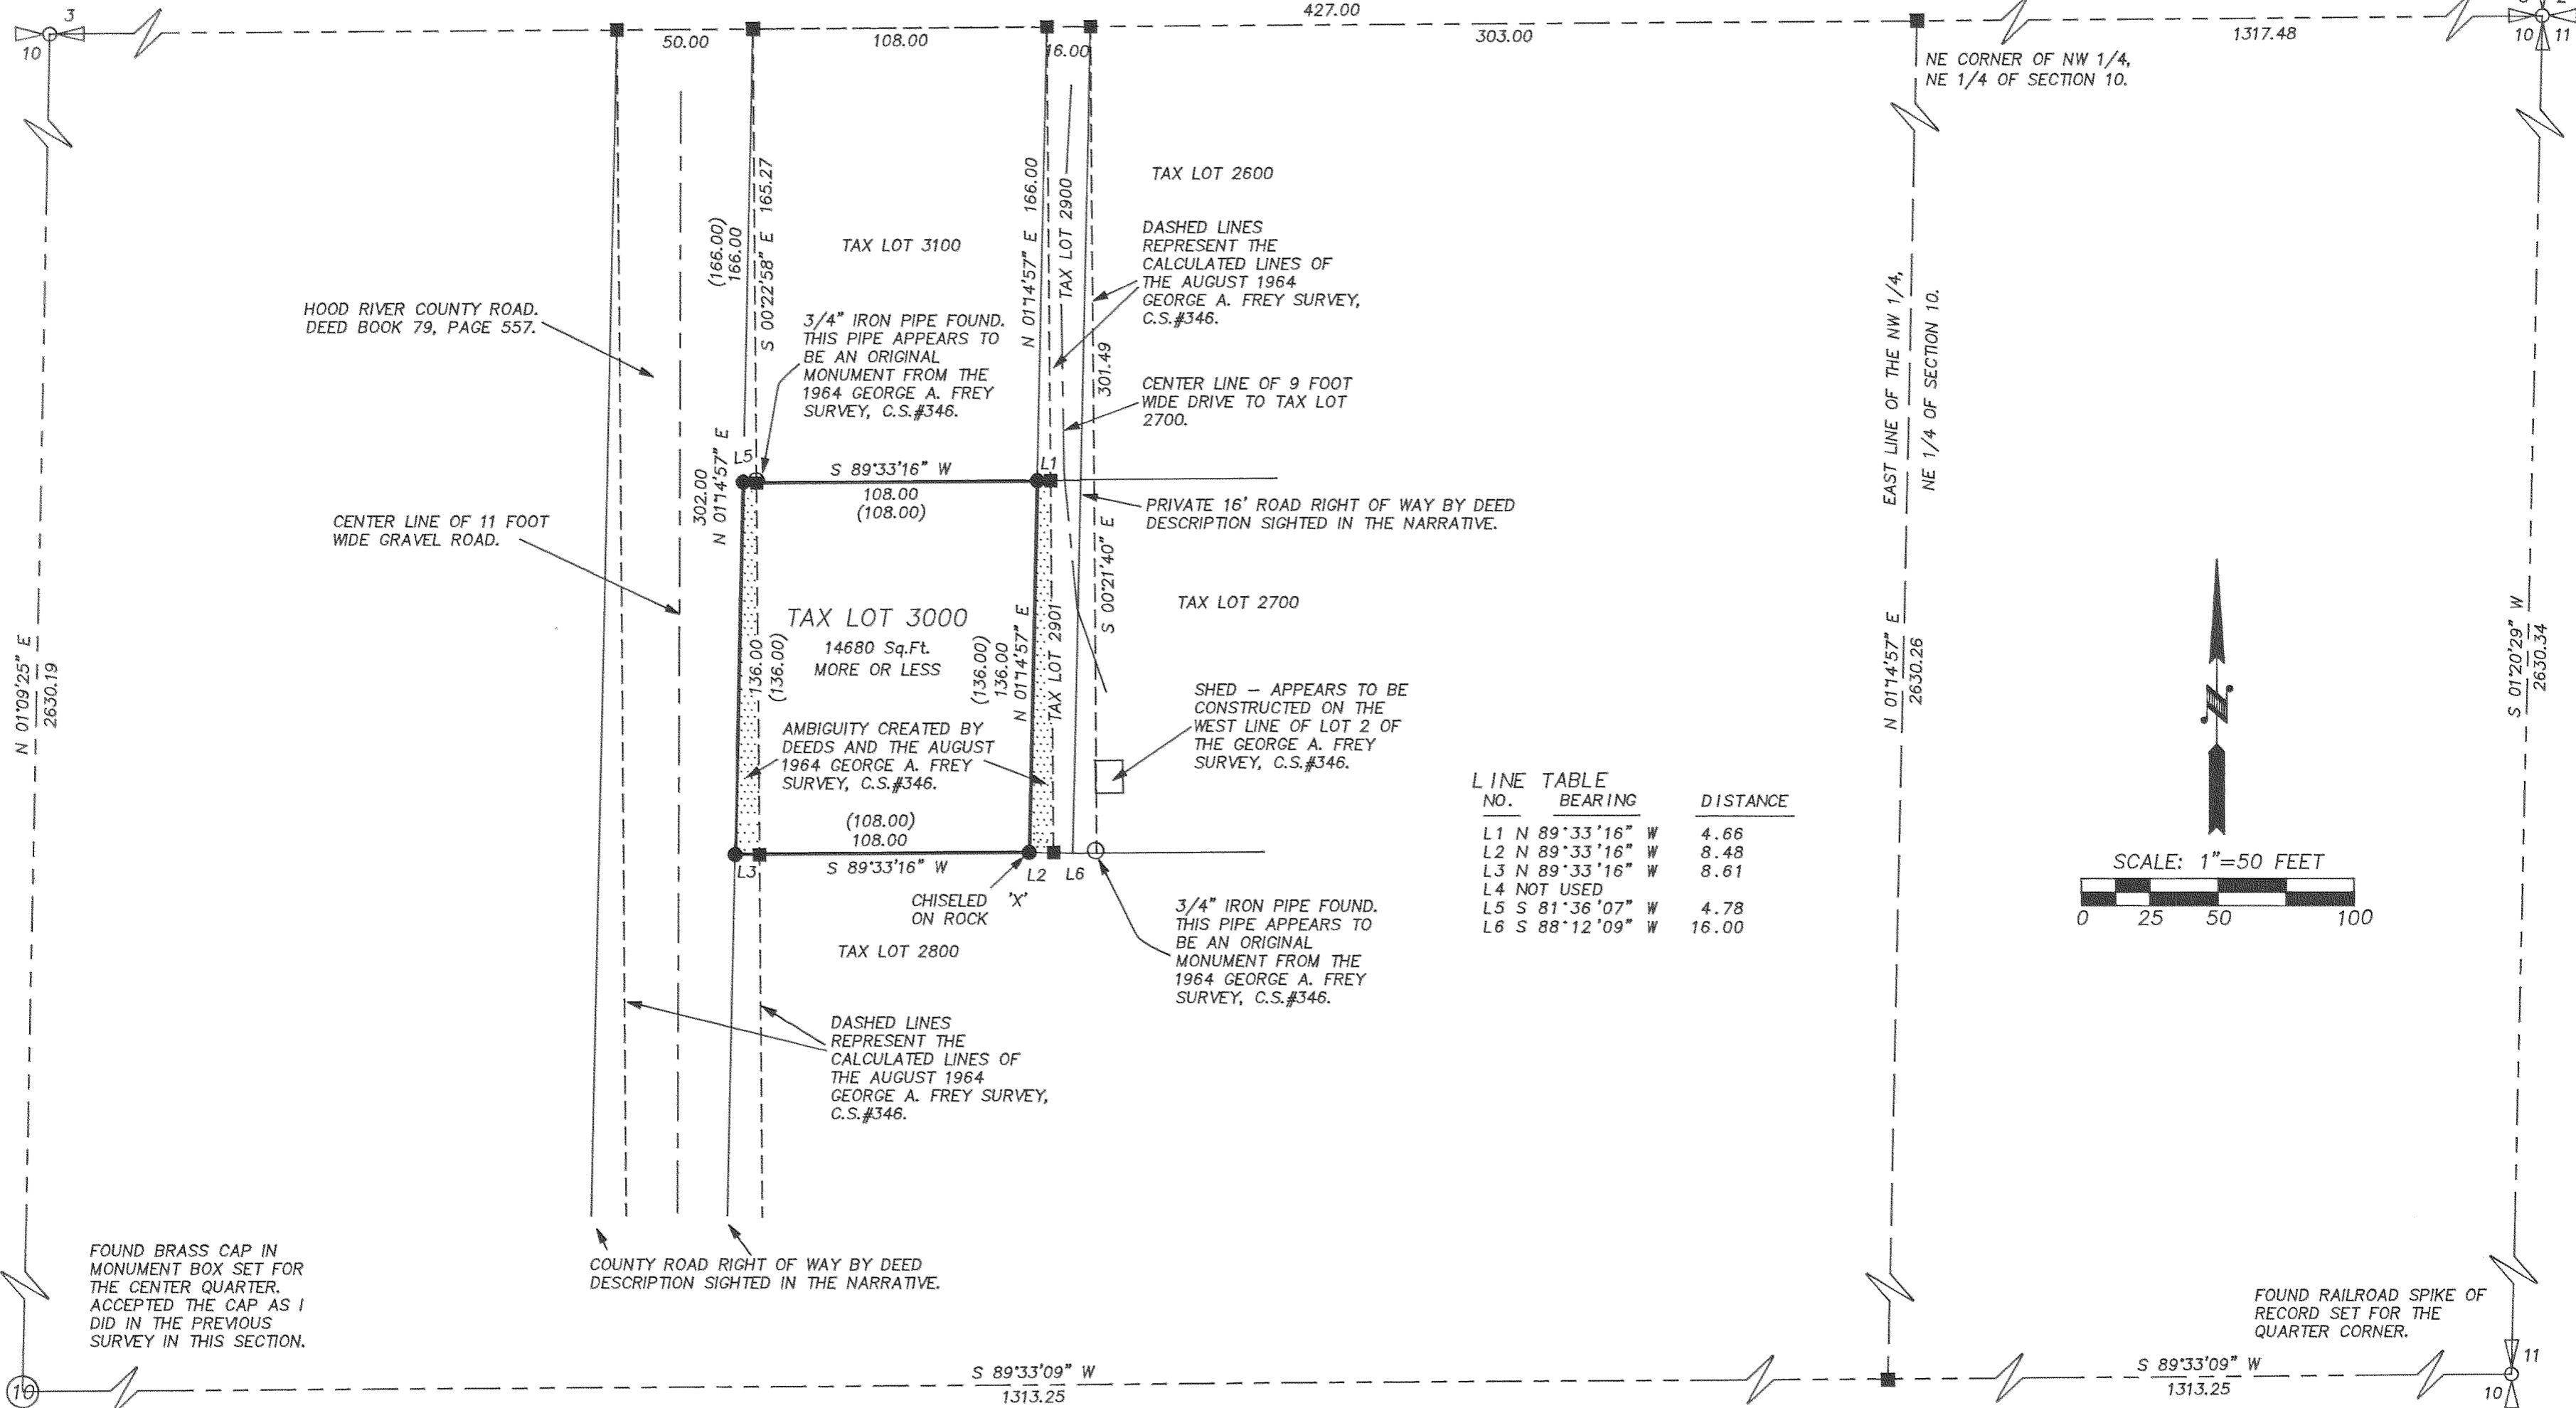 3
10
427.00
50.00
108.00
16.00
303.00
1317.48
10
11
NE CORNER OF NW 1/4,
NE 1/4 OF SECTION 10.
(166.00)
166.00
S 00°22'58" E 165.27
N 01°14'57" E 166.00
TAX LOT 2900
TAX LOT 2600
TAX LOT 3100
DASHED LINES
REPRESENT THE
CALCULATED LINES OF
THE AUGUST 1964
GEORGE A. FREY SURVEY,
C.S.#346.
HOOD RIVER COUNTY ROAD.
DEED BOOK 79, PAGE 557.
3/4" IRON PIPE FOUND.
THIS PIPE APPEARS TO
BE AN ORIGINAL
MONUMENT FROM THE
1964 GEORGE A. FREY
SURVEY, C.S.#346.
301.49
S 00°21'40" E
CENTER LINE OF 9 FOOT
WIDE DRIVE TO TAX LOT
2700.
EAST LINE OF THE NW 1/4,
NE 1/4 OF SECTION 10.
L5
S 89°33'16" W
L1
108.00
(108.00)
302.00
N 01°14'57" E
PRIVATE 16' ROAD RIGHT OF WAY BY DEED
DESCRIPTION SIGHTED IN THE NARRATIVE.
CENTER LINE OF 11 FOOT
WIDE GRAVEL ROAD.
TAX LOT 3000
14680 Sq.Ft.
MORE OR LESS
136.00
(136.00)
(136.00)
136.00
N 01°14'57" E
TAX LOT 2901
TAX LOT 2700
N 01°09'25" E
2630.19
N 01°14'57" E
2630.26
S 01°20'29" W
2630.34
SHED – APPEARS TO BE
CONSTRUCTED ON THE
WEST LINE OF LOT 2 OF
THE GEORGE A. FREY
SURVEY, C.S.#346.
AMBIGUITY CREATED BY
DEEDS AND THE AUGUST
1964 GEORGE A. FREY
SURVEY, C.S.#346.
(108.00)
108.00
S 89°33'16" W
L3
L2
L6
CHISELED 'X'
ON ROCK
LINE TABLE
NO. BEARING DISTANCE
L1 N 89°33'16" W 4.66
L2 N 89°33'16" W 8.48
L3 N 89°33'16" W 8.61
L4 NOT USED
L5 S 81°36'07" W 4.78
L6 S 88°12'09" W 16.00
N
SCALE: 1"=50 FEET
0 25 50 100
3/4" IRON PIPE FOUND.
THIS PIPE APPEARS TO
BE AN ORIGINAL
MONUMENT FROM THE
1964 GEORGE A. FREY
SURVEY, C.S.#346.
TAX LOT 2800
DASHED LINES
REPRESENT THE
CALCULATED LINES OF
THE AUGUST 1964
GEORGE A. FREY SURVEY,
C.S.#346.
FOUND BRASS CAP IN
MONUMENT BOX SET FOR
THE CENTER QUARTER.
ACCEPTED THE CAP AS I
DID IN THE PREVIOUS
SURVEY IN THIS SECTION.
COUNTY ROAD RIGHT OF WAY BY DEED
DESCRIPTION SIGHTED IN THE NARRATIVE.
FOUND RAILROAD SPIKE OF
RECORD SET FOR THE
QUARTER CORNER.
10
S 89°33'09" W
1313.25
S 89°33'09" W
1313.25
11
10